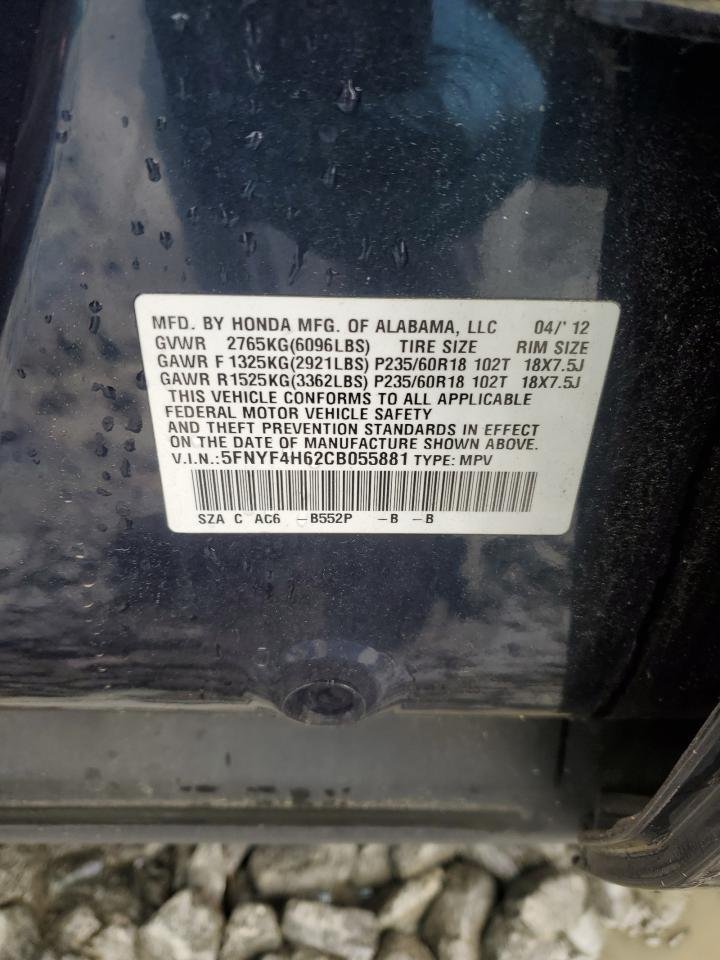 MFD. BY HONDA MFG. OF ALABAMA, LLC 04/'12
GVWR 2765KG(6096LBS) TIRE SIZE RIM SIZE
GAWR F 1325KG(2921LBS) P235/60R18 102T 18X7.5J
GAWR R1525KG(3362LBS) P235/60R18 102T 18X7.5J
THIS VEHICLE CONFORMS TO ALL APPLICABLE
FEDERAL MOTOR VEHICLE SAFETY
AND THEFT PREVENTION STANDARDS IN EFFECT
ON THE DATE OF MANUFACTURE SHOWN ABOVE.
V.I.N.:5FNYF4H62CB055881 TYPE: MPV
SZA C AC6 -B552P -B -B